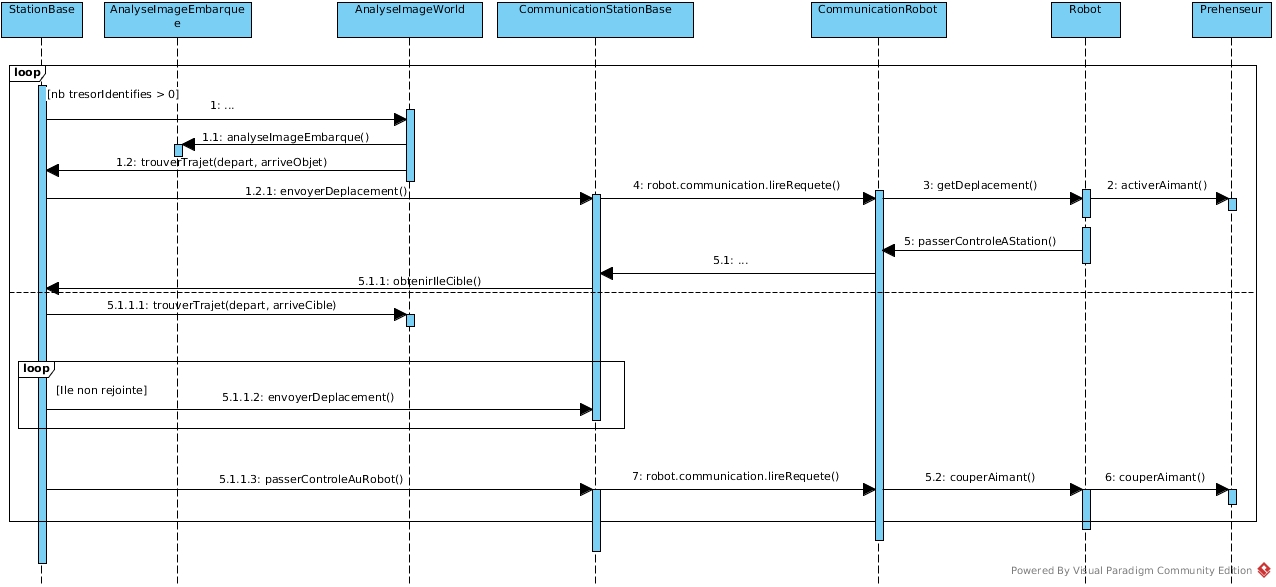 StationBase
AnalyseImageEmbarque
e
AnalyseImageWorld
CommunicationStationBase
CommunicationRobot
Robot
Prehenseur
loop
[nb tresorIdentifies > 0]
1: ...
1.1: analyseImageEmbarque()
1.2: trouverTrajet(depart, arriveObjet)
1.2.1: envoyerDeplacement()
4: robot.communication.lireRequete()
3: getDeplacement()
2: activerAimant()
5: passerControleAStation()
5.1: ...
5.1.1: obtenirIleCible()
5.1.1.1: trouverTrajet(depart, arriveCible)
loop
[Ile non rejointe]
5.1.1.2: envoyerDeplacement()
5.1.1.3: passerControleAuRobot()
7: robot.communication.lireRequete()
5.2: couperAimant()
6: couperAimant()
Powered By Visual Paradigm Community Edition